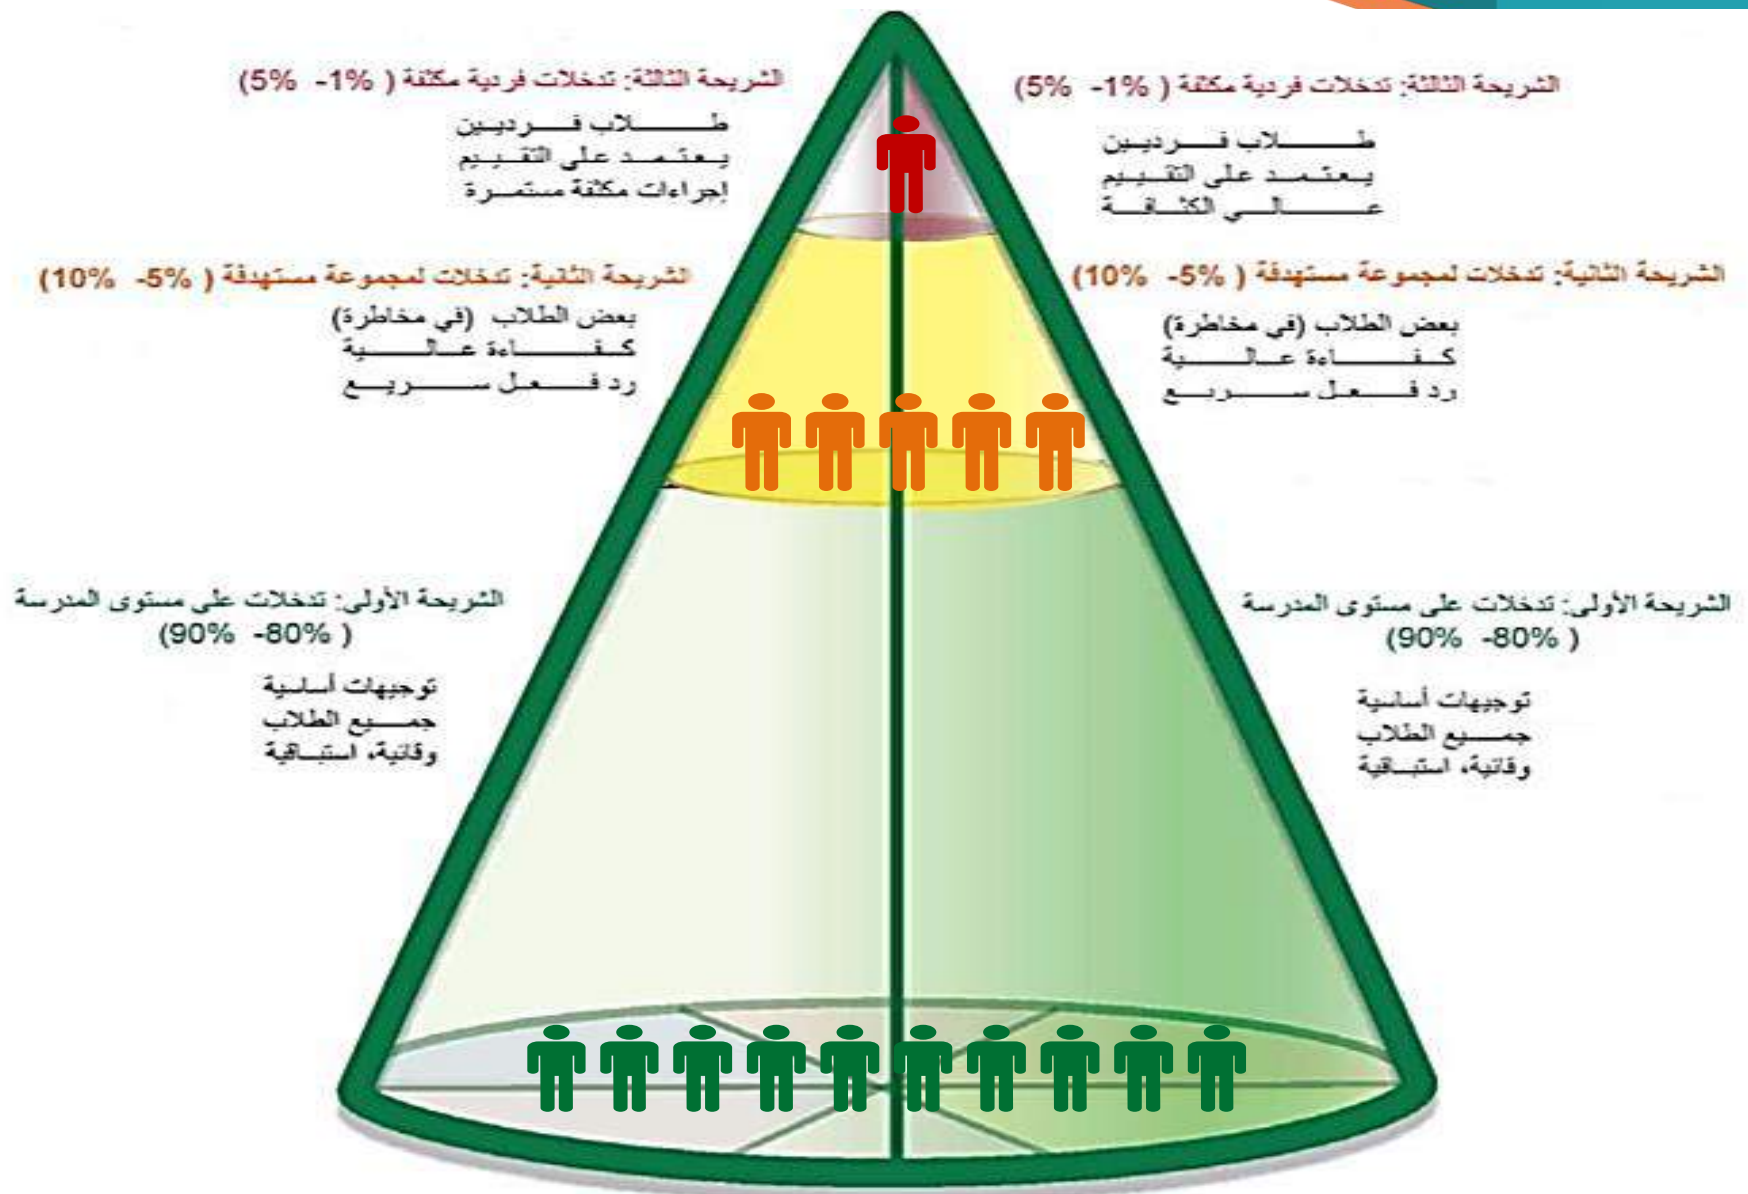 الشريحة الثالثة: تدخلات فردية مكثفة ( 1%- 5%)
طلاب فرديين
يعتمد على التقييم
عالي الكثافة
الشريحة الثانية: تدخلات لمجموعة مستهدفة ( 5%- 10%)
بعض الطلاب (في مخاطرة)
كفاءة عالية
رد فعل سريع
الشريحة الأولى: تدخلات على مستوى المدرسة
( 80%- 90%)
توجيهات أساسية
جميع الطلاب
وقائية، استباقية
الشريحة الثالثة: تدخلات فردية مكثفة ( 1%- 5%)
طلاب فرديين
يعتمد على التقييم
إجراءات مكثفة مستمرة
الشريحة الثانية: تدخلات لمجموعة مستهدفة ( 5%- 10%)
بعض الطلاب (في مخاطرة)
كفاءة عالية
رد فعل سريع
الشريحة الأولى: تدخلات على مستوى المدرسة
( 80%- 90%)
توجيهات أساسية
جميع الطلاب
وقائية، استباقية